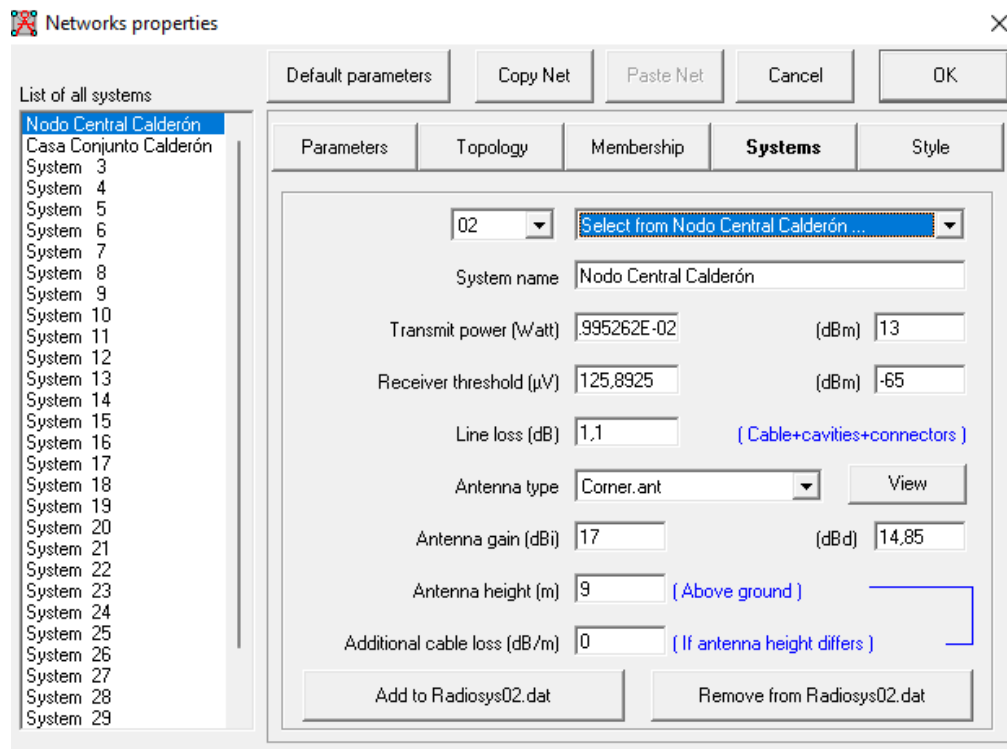 Networks properties
Default parameters Copy Net Paste Net Cancel OK
List of all systems
Nodo Central Calderón
Casa Conjunto Calderón
System 3
System 4
System 5
System 6
System 7
System 8
System 9
System 10
System 11
System 12
System 13
System 14
System 15
System 16
System 17
System 18
System 19
System 20
System 21
System 22
System 23
System 24
System 25
System 26
System 27
System 28
System 29
Parameters Topology Membership Systems Style
02 Select from Nodo Central Calderón ...
System name Nodo Central Calderón
Transmit power (Watt) .995262E-02 (dBm) 13
Receiver threshold (µV) 125,8925 (dBm) -65
Line loss (dB) 1,1 ( Cable+cavities+connectors )
Antenna type Corner.ant View
Antenna gain (dBi) 17 (dBd) 14,85
Antenna height (m) 9 ( Above ground )
Additional cable loss (dB/m) 0 ( If antenna height differs )
Add to Radiosys02.dat Remove from Radiosys02.dat